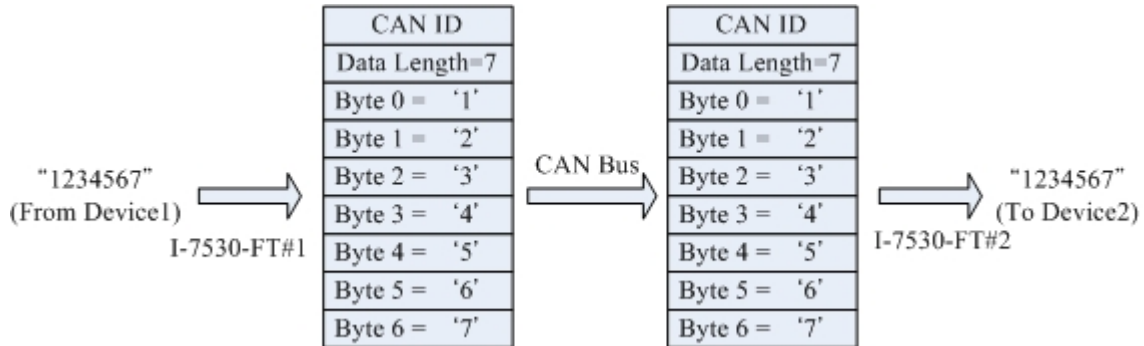 "1234567"
(From Device1)
I-7530-FT#1
CAN ID
Data Length=7
Byte 0 = ‘1’
Byte 1 = ‘2’
Byte 2 = ‘3’
Byte 3 = ‘4’
Byte 4 = ‘5’
Byte 5 = ‘6’
Byte 6 = ‘7’
CAN Bus
CAN ID
Data Length=7
Byte 0 = ‘1’
Byte 1 = ‘2’
Byte 2 = ‘3’
Byte 3 = ‘4’
Byte 4 = ‘5’
Byte 5 = ‘6’
Byte 6 = ‘7’
I-7530-FT#2
"1234567"
(To Device2)